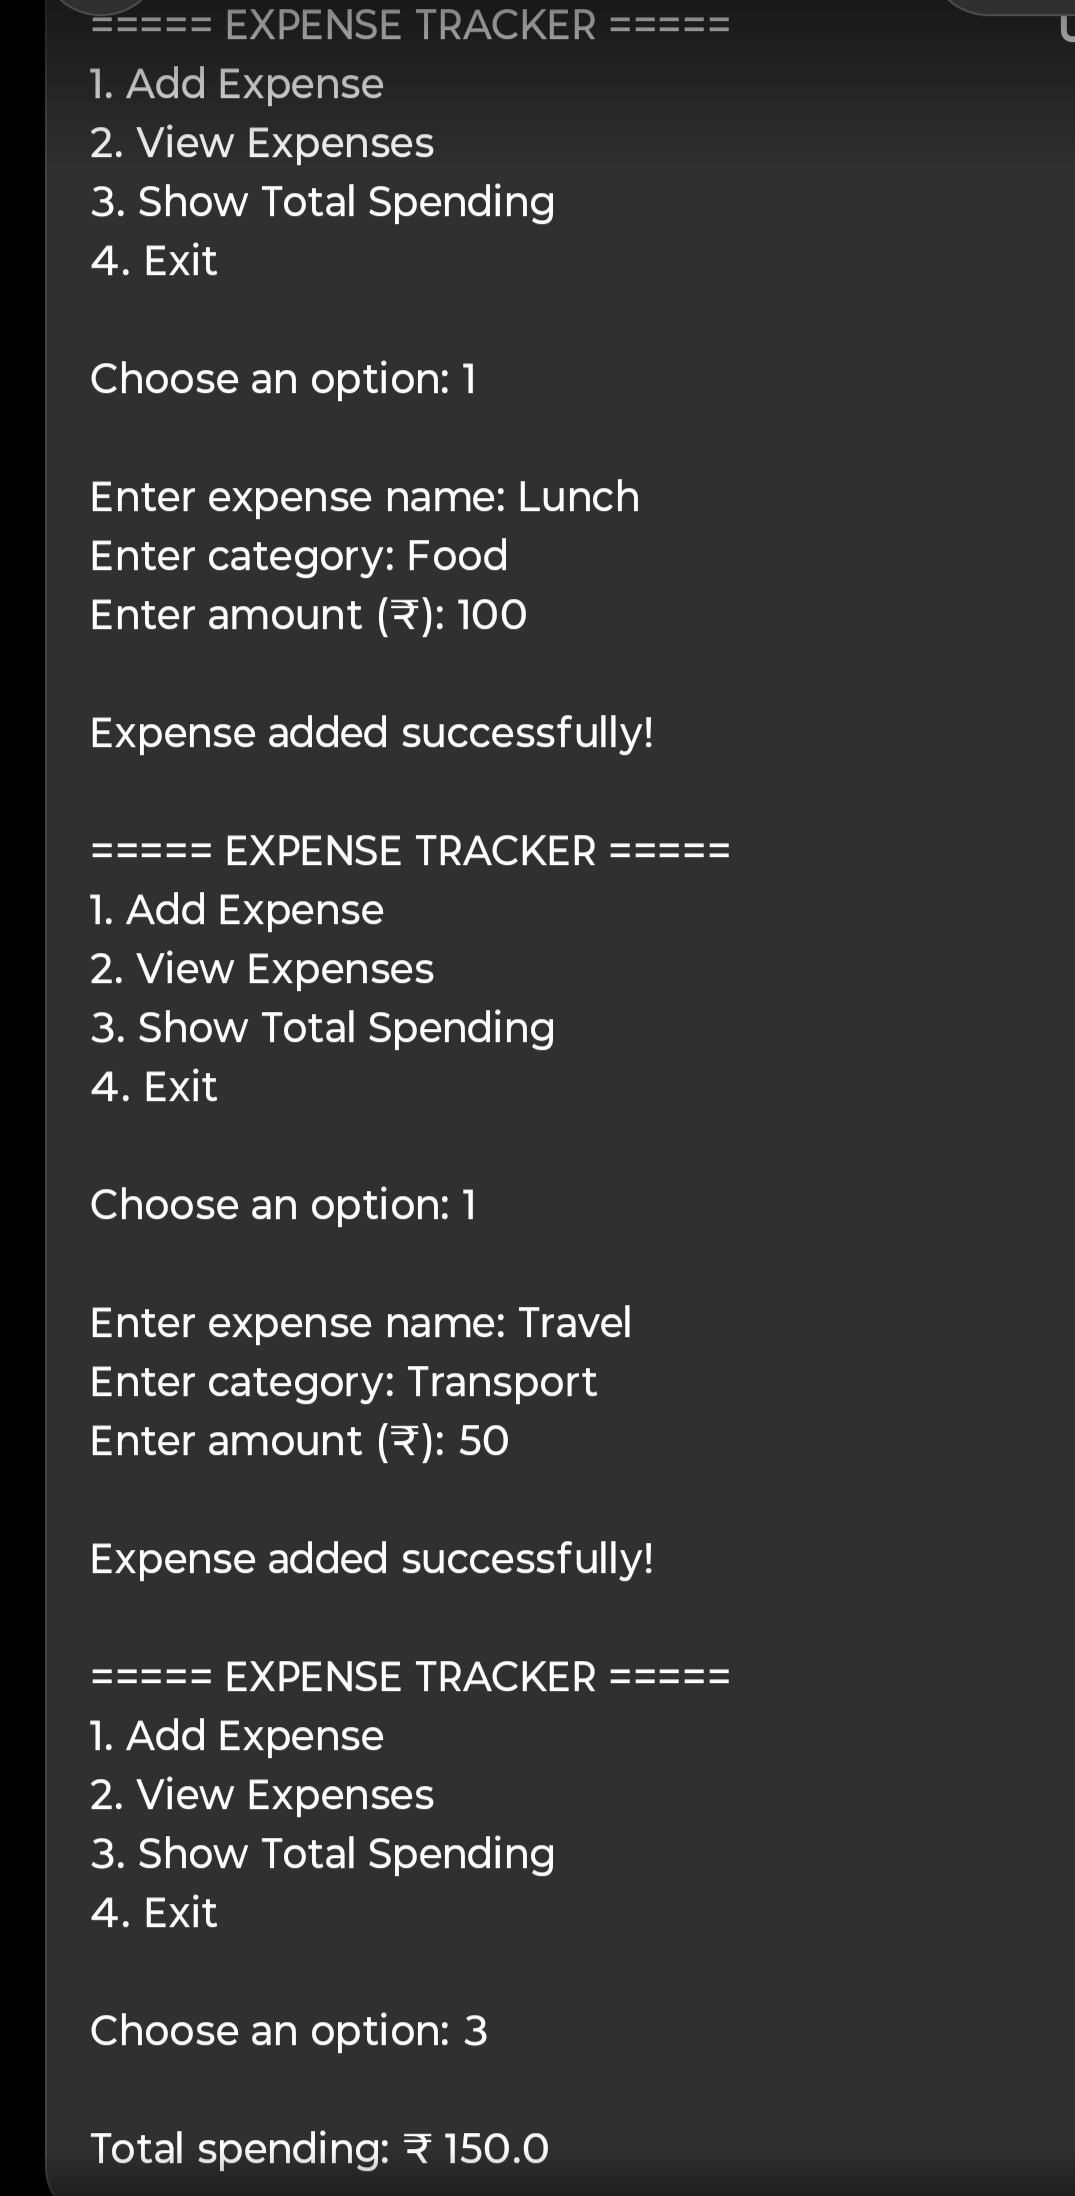 ===== EXPENSE TRACKER =====
1. Add Expense
2. View Expenses
3. Show Total Spending
4. Exit
Choose an option: 1
Enter expense name: Lunch
Enter category: Food
Enter amount (₹): 100
Expense added successfully!
===== EXPENSE TRACKER =====
1. Add Expense
2. View Expenses
3. Show Total Spending
4. Exit
Choose an option: 1
Enter expense name: Travel
Enter category: Transport
Enter amount (₹): 50
Expense added successfully!
===== EXPENSE TRACKER =====
1. Add Expense
2. View Expenses
3. Show Total Spending
4. Exit
Choose an option: 3
Total spending: ₹ 150.0